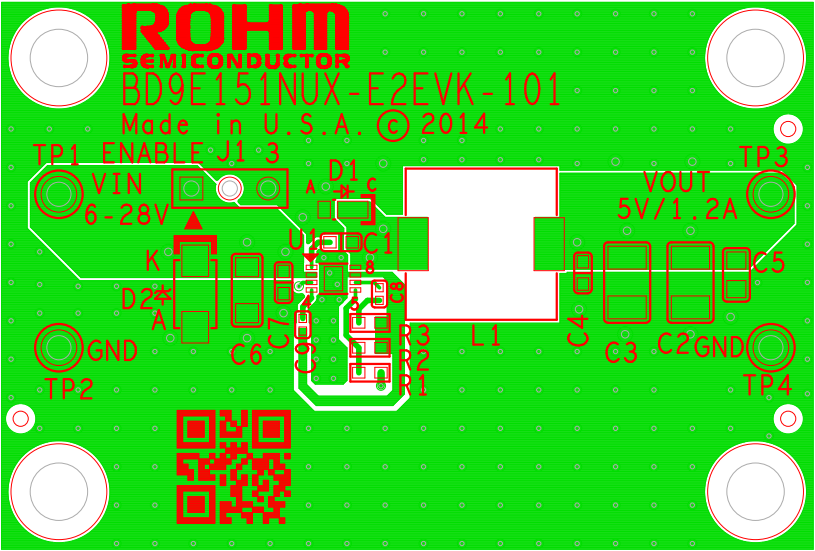 ROHM
SEMICONDUCTOR
BD9E151NUX-E2EVK-101
Made in U.S.A. © 2014
TP1 ENABLE J1 3
VIN
6-28V
D1
A C
TP3
VOUT
5V/1.2A
U1
C1
K
8
C5
D2
A
1
5
C8
C7
C6
C9
R3
L1
C4
C3
C2
GND
GND
R2
TP2
R1
TP4